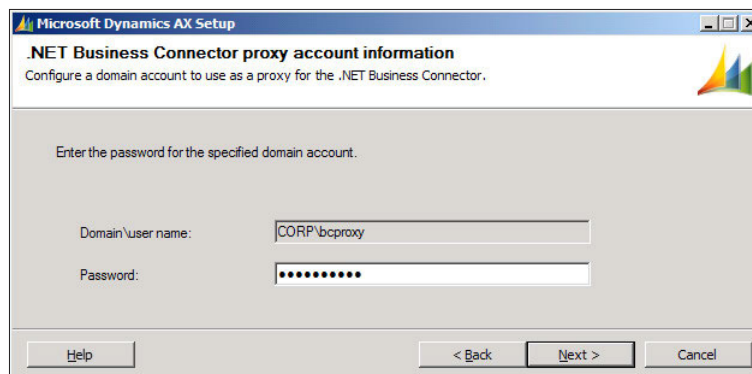 Microsoft Dynamics AX Setup
.NET Business Connector proxy account information
Configure a domain account to use as a proxy for the .NET Business Connector.
Enter the password for the specified domain account.
Domain\user name: CORP\bcproxy
Password: ●●●●●●●●●●
Help < Back Next > Cancel